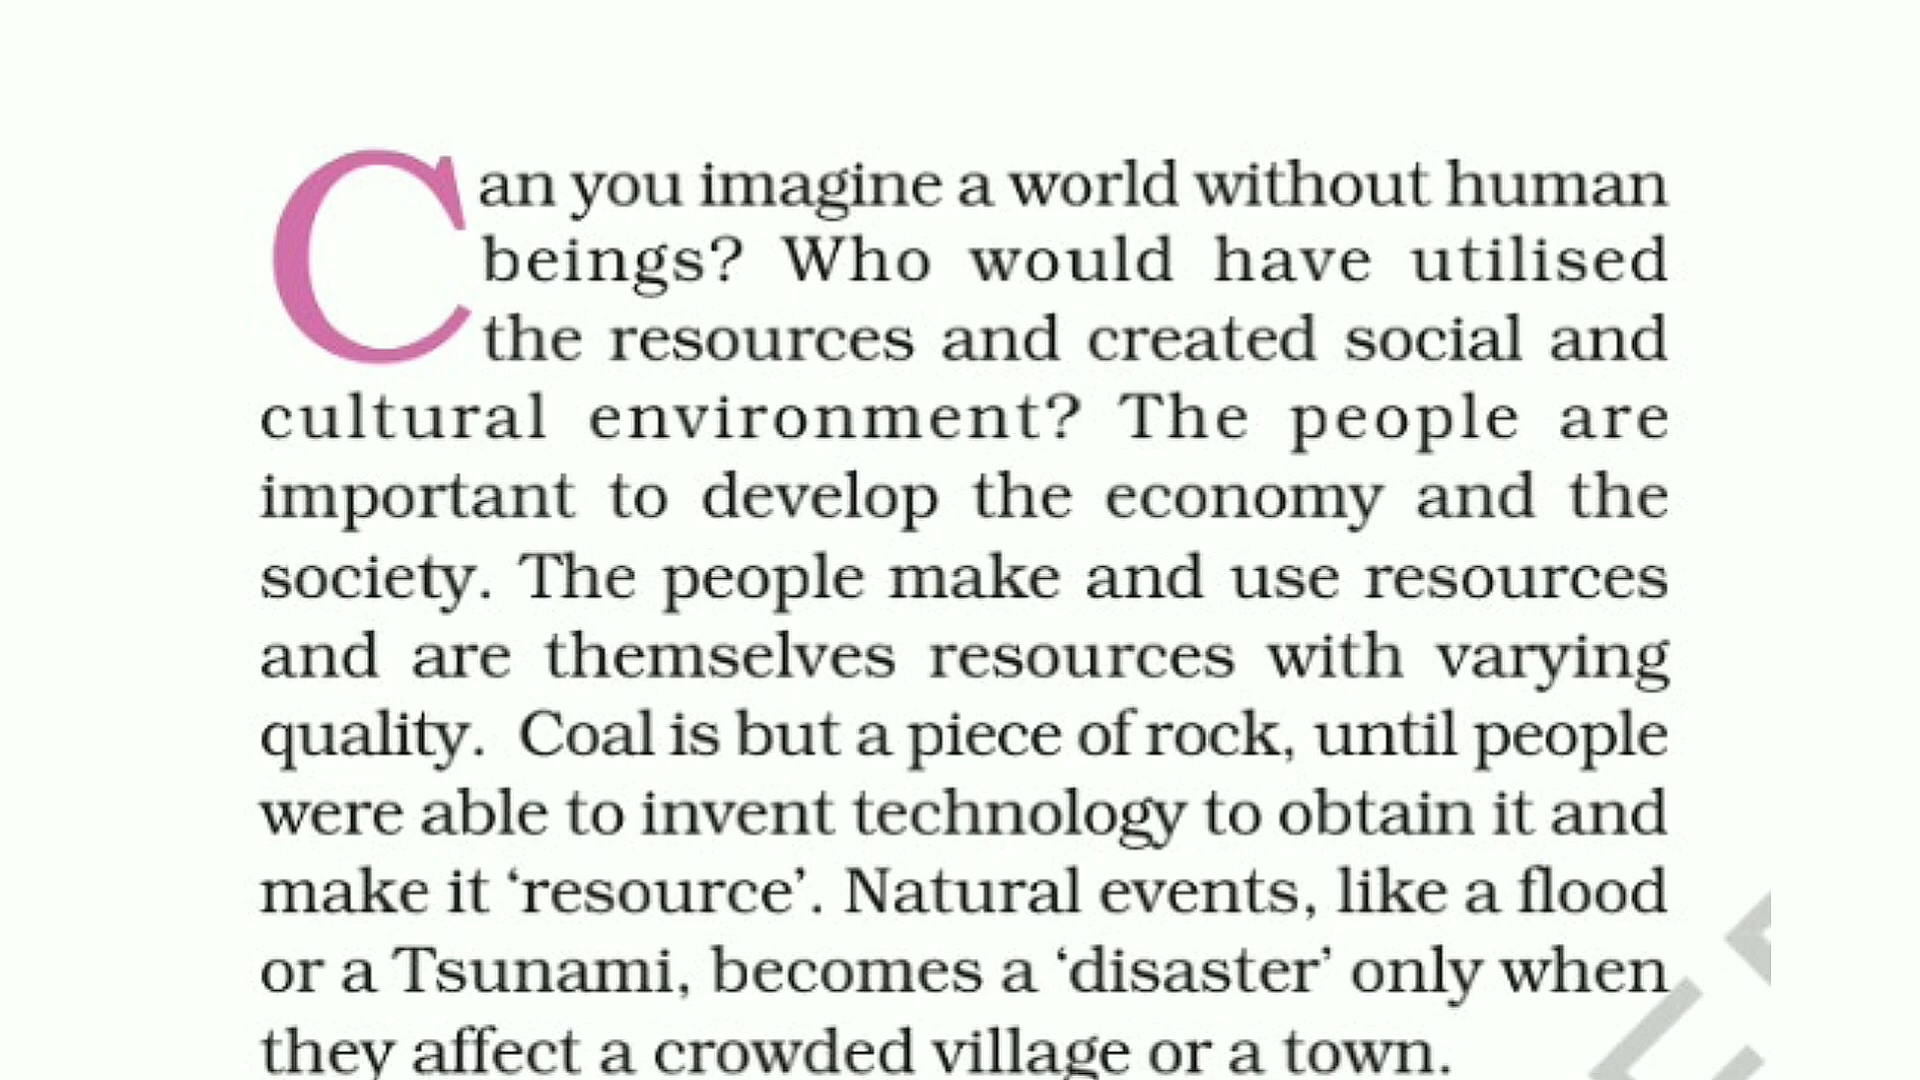 Can you imagine a world without human
beings? Who would have utilised
the resources and created social and
cultural environment? The people are
important to develop the economy and the
society. The people make and use resources
and are themselves resources with varying
quality. Coal is but a piece of rock, until people
were able to invent technology to obtain it and
make it ‘resource’. Natural events, like a flood
or a Tsunami, becomes a ‘disaster’ only when
they affect a crowded village or a town.